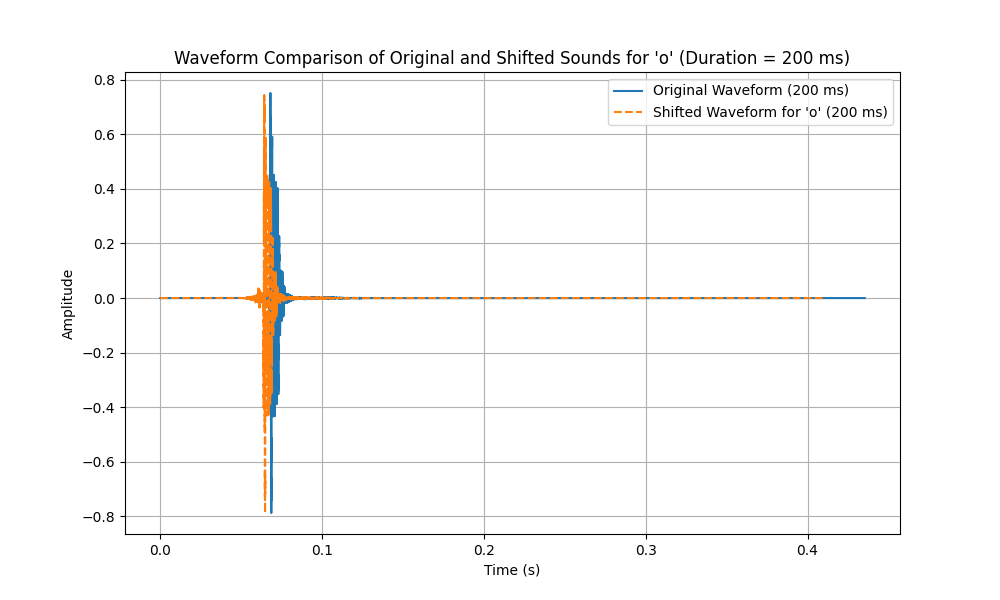 Waveform Comparison of Original and Shifted Sounds for 'o' (Duration = 200 ms)
Original Waveform (200 ms)
Shifted Waveform for 'o' (200 ms)
0.8
0.6
0.4
0.2
0.0
−0.2
−0.4
−0.6
−0.8
Amplitude
0.0 0.1 0.2 0.3 0.4
Time (s)